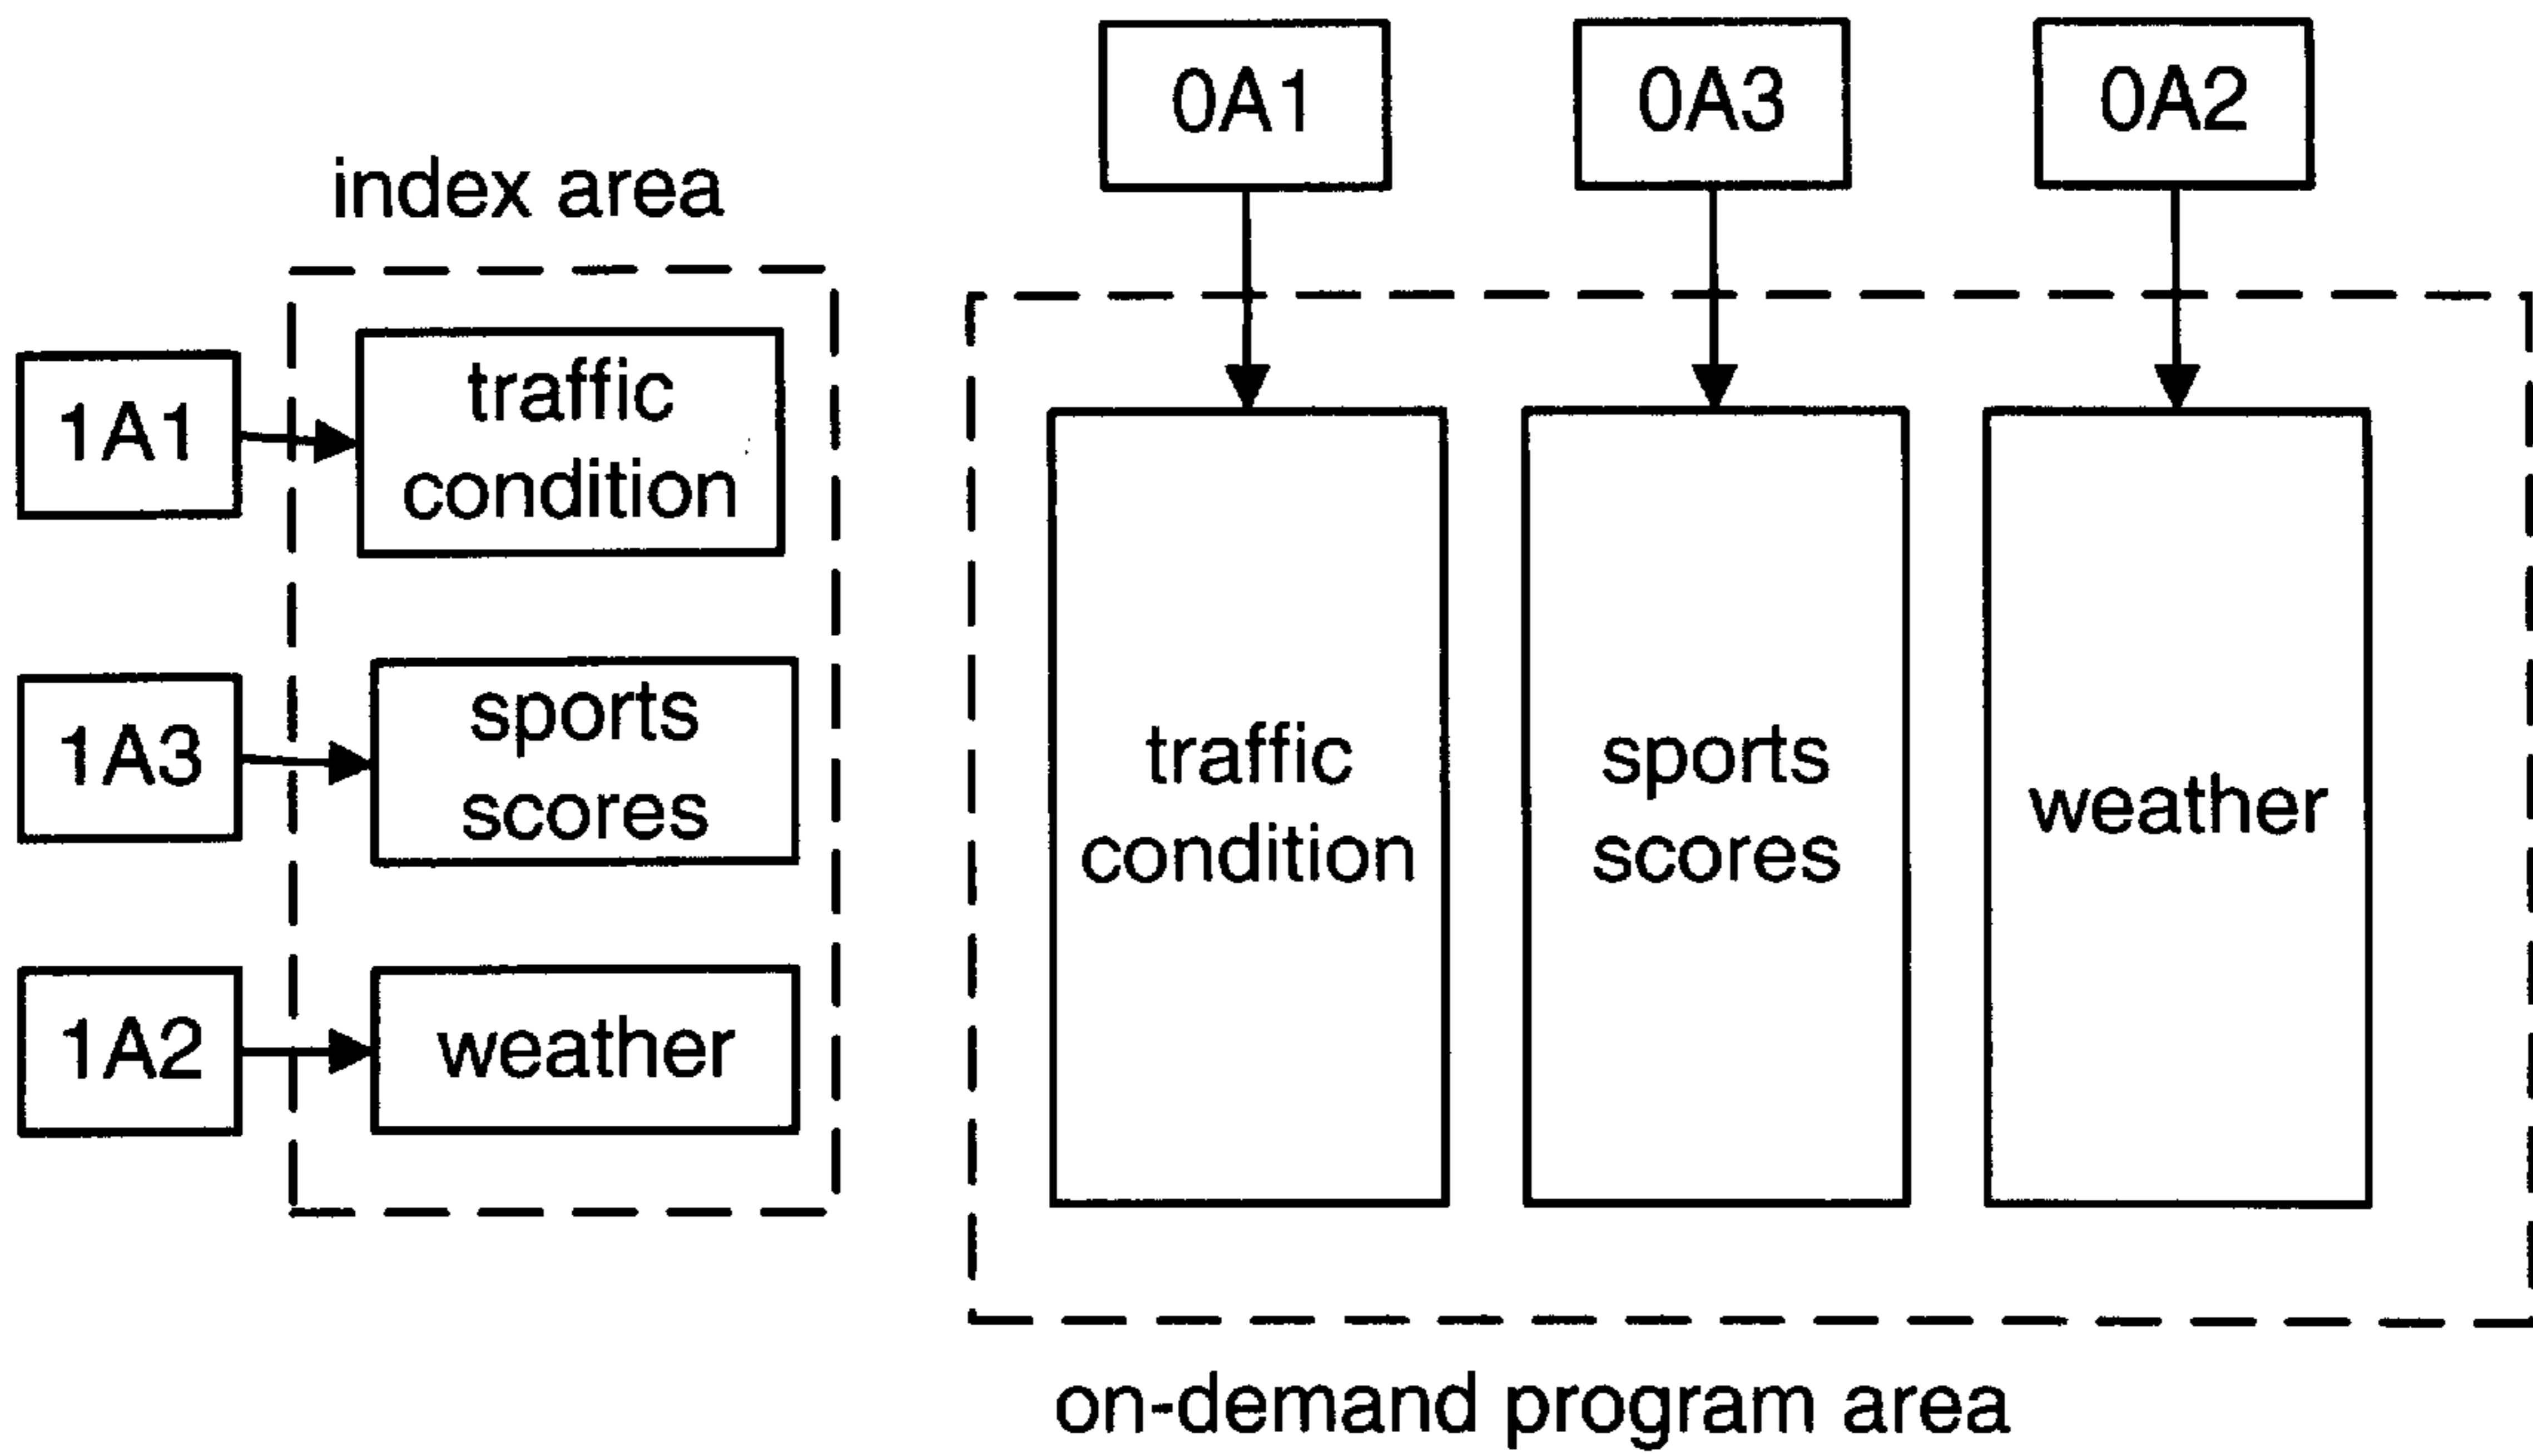 index area
1A1
traffic
condition
1A3
sports
scores
1A2
weather
0A1
0A3
0A2
traffic
condition
sports
scores
weather
on-demand program area